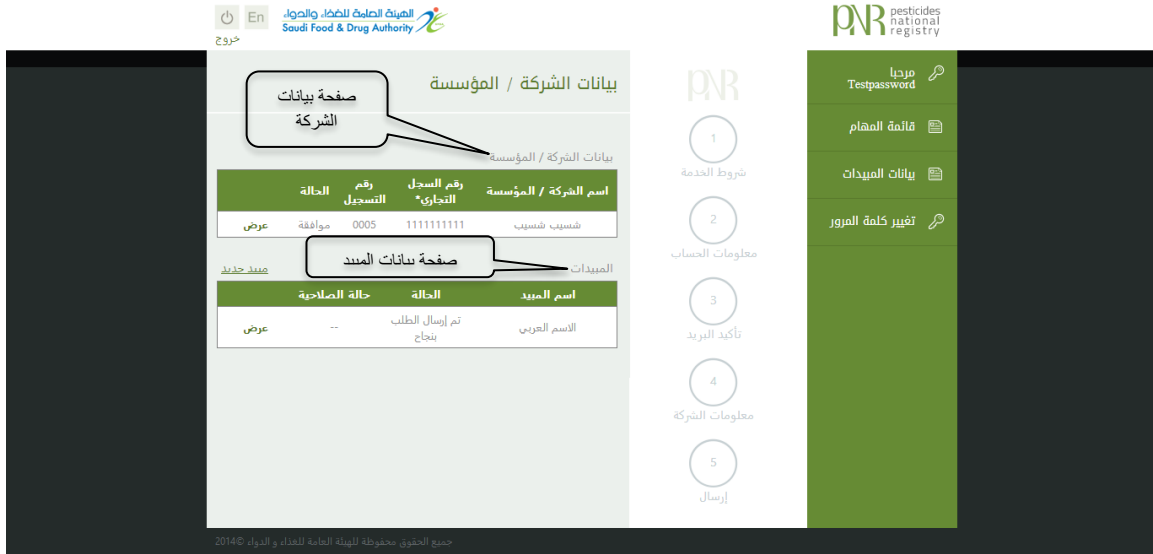 pesticides
national
registry
PNR
En
خروج
الهيئة العامة للغذاء والدواء
Saudi Food & Drug Authority
مرحبا
Testpassword
قائمة المهام
بيانات المبيدات
تغيير كلمة المرور
PNR
1
شروط الخدمة
2
معلومات الحساب
3
تأكيد البريد
4
معلومات الشركة
5
إرسال
بيانات الشركة / المؤسسة
صفحة بيانات
الشركة
بيانات الشركة / المؤسسة
اسم الشركة / المؤسسة رقم السجل التجاري* رقم التسجيل الحالة
شسيب شسيب 1111111111 0005 موافقة عرض
المبيدات
صفحة بيانات المبيد
مبيد جديد
اسم المبيد الحالة حالة الصلاحية
الاسم العربي تم إرسال الطلب بنجاح -- عرض
جميع الحقوق محفوظة للهيئة العامة للغذاء و الدواء ©2014